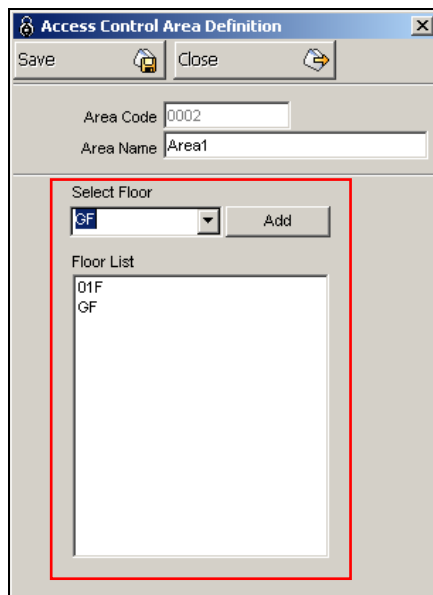 Access Control Area Definition
Save Close
Area Code 0002
Area Name Area1
Select Floor
GF Add
Floor List
01F
GF